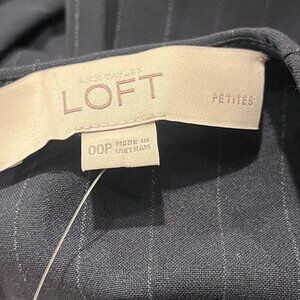 ANN TAYLOR
LOFT
PETITES
00P MADE IN
VIETNAM